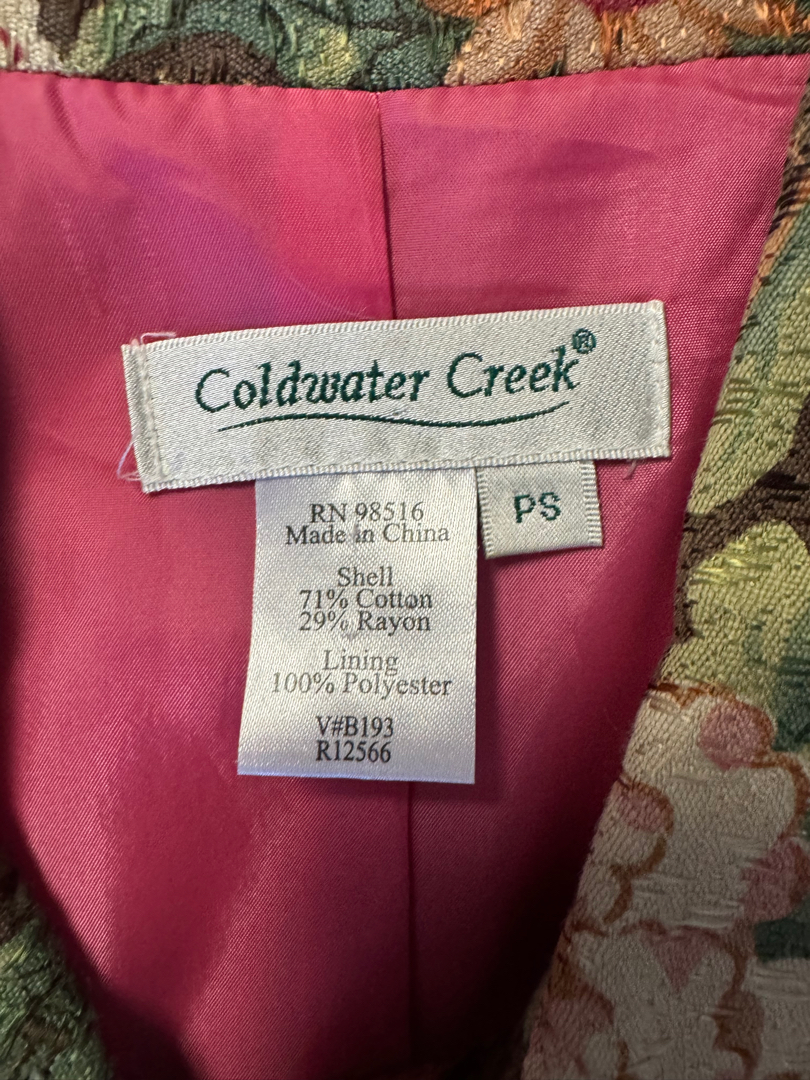 Coldwater Creek®
PS
RN 98516
Made in China
Shell
71% Cotton
29% Rayon
Lining
100% Polyester
V#B193
R12566